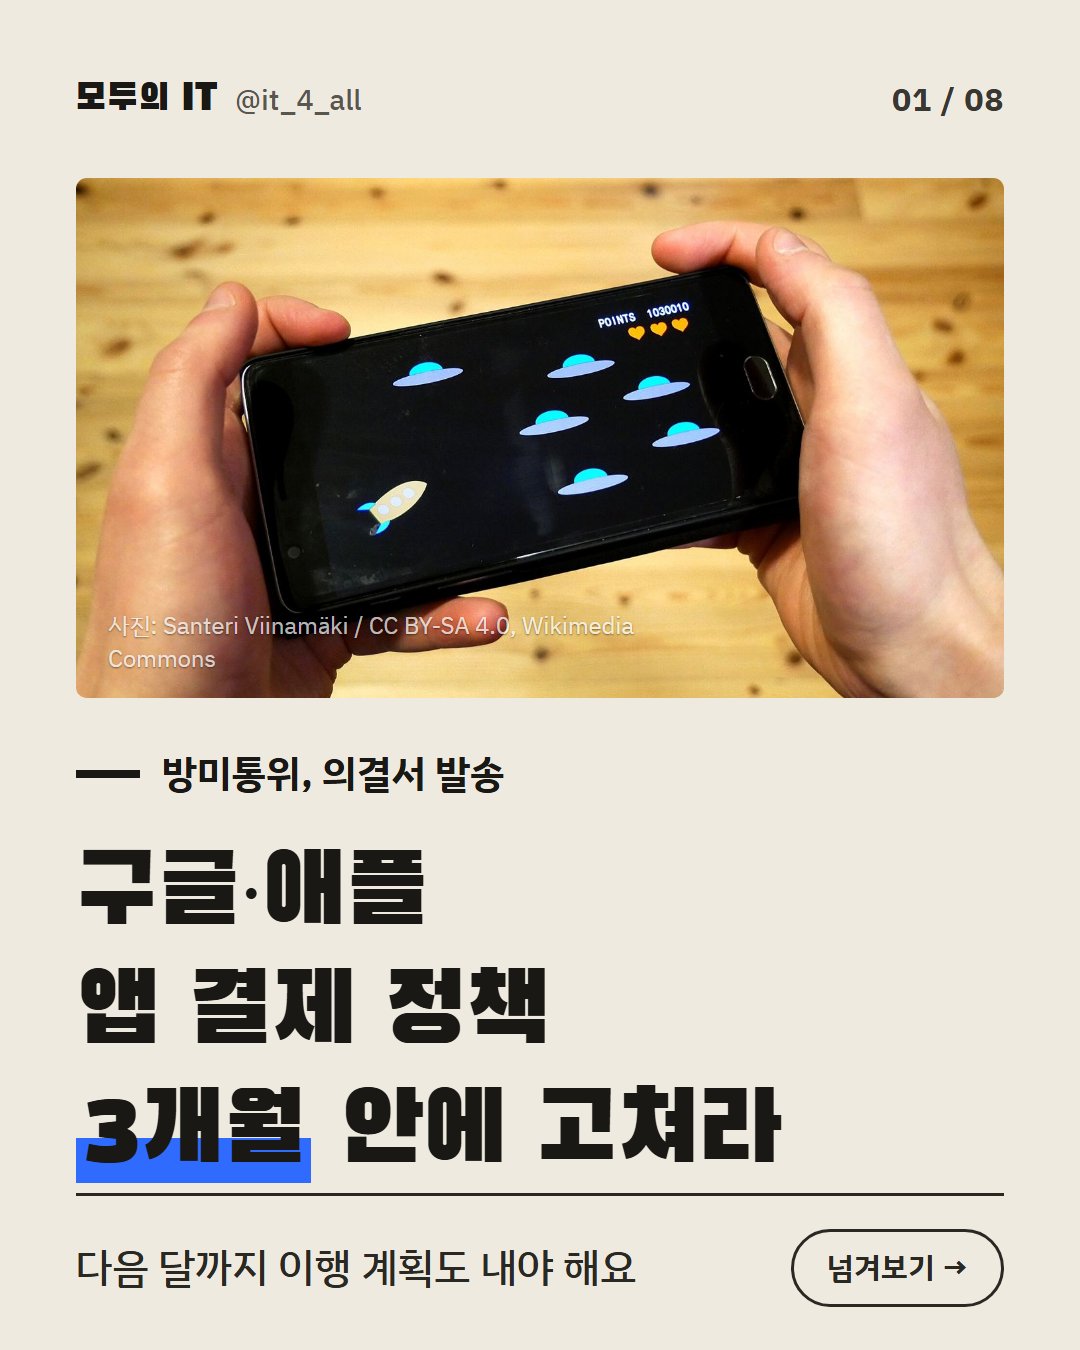 모두의 IT @it_4_all
01 / 08
POINTS 1030010
사진: Santeri Viinamäki / CC BY-SA 4.0, Wikimedia
Commons
방미통위, 의결서 발송
구글·애플
앱 결제 정책
3개월 안에 고쳐라
다음 달까지 이행 계획도 내야 해요
넘겨보기 →